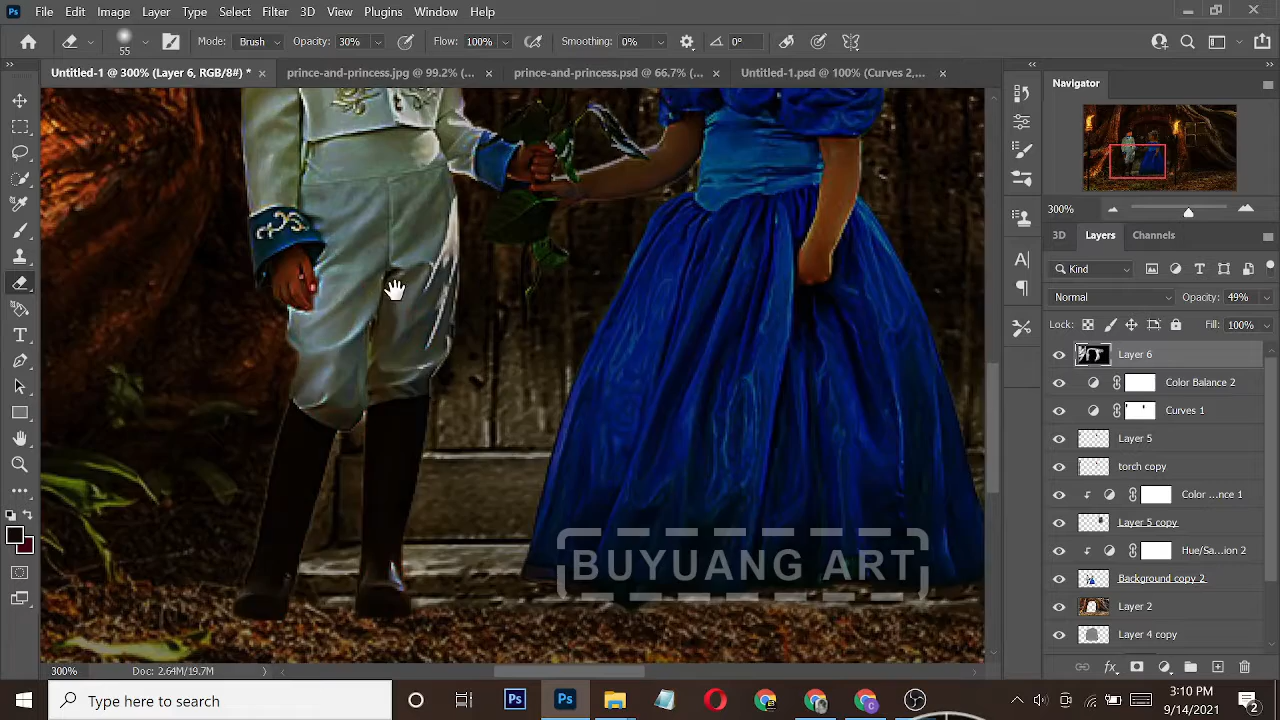 Ps File Edit Image Layer Type Select Filter 3D View Plugins Window Help
55 Mode: Brush Opacity: 30% Flow: 100% Smoothing: 0% 0°
Untitled-1 @ 300% (Layer 6, RGB/8#) * × prince-and-princess.jpg @ 99.2% (... × prince-and-princess.psd @ 66.7% (... × Untitled-1.psd @ 100% (Curves 2,... ×
Navigator
300%
3D Layers Channels
Kind
Normal Opacity: 49%
Lock: Fill: 100%
Layer 6
Color Balance 2
Curves 1
Layer 5
torch copy
Color ...nce 1
Layer 5 copy
Hue/Sa...ion 2
Background copy 2
Layer 2
Layer 4 copy
BUYUANG ART
300% Doc: 2.64M/19.7M
Type here to search
Ps Ps
3:10 PM
9/14/2021
2